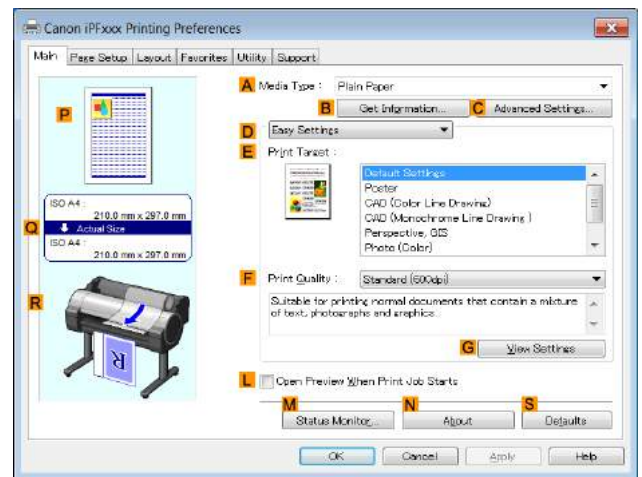 Canon iPFxxx Printing Preferences
Main Page Setup Layout Favorites Utility Support
P
A Media Type : Plain Paper
B Get Information... C Advanced Settings...
D Easy Settings
E Print Target :
Default Settings
Poster
CAD (Color Line Drawing)
CAD (Monochrome Line Drawing )
Perspective, GIS
Photo (Color)
ISO A4 :
210.0 mm x 297.0 mm
Q Actual Size
ISO A4 :
210.0 mm x 297.0 mm
F Print Quality : Standard (600dpi)
Suitable for printing normal documents that contain a mixture
of text, photographs and graphics
R
G View Settings
L Open Preview When Print Job Starts
M N S
Status Monitor... About Defaults
OK Cancel Apply Help